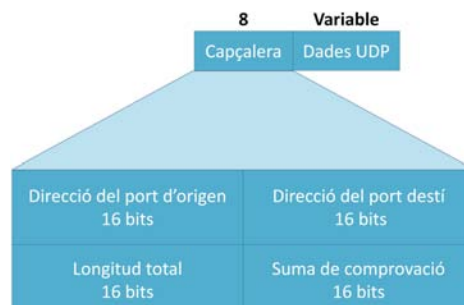 8 Variable
Capçalera Dades UDP
Direcció del port d'origen Direcció del port destí
16 bits 16 bits
Longitud total Suma de comprovació
16 bits 16 bits